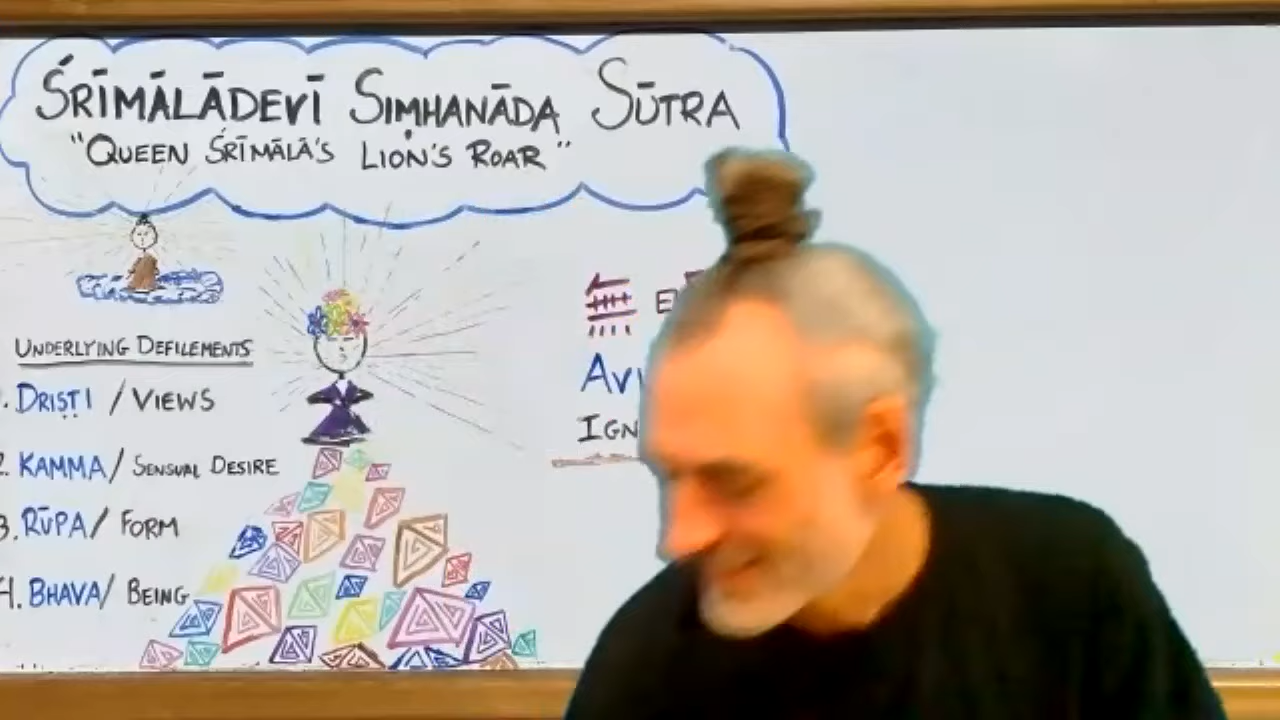 ŚRĪMĀLĀDEVĪ SIṂHANĀDA SŪTRA
"QUEEN ŚRĪMĀLĀ'S LION'S ROAR"
UNDERLYING DEFILEMENTS
. DRIṢṬI / VIEWS
2. KAMMA / SENSUAL DESIRE
3. RŪPA / FORM
4. BHAVA / BEING